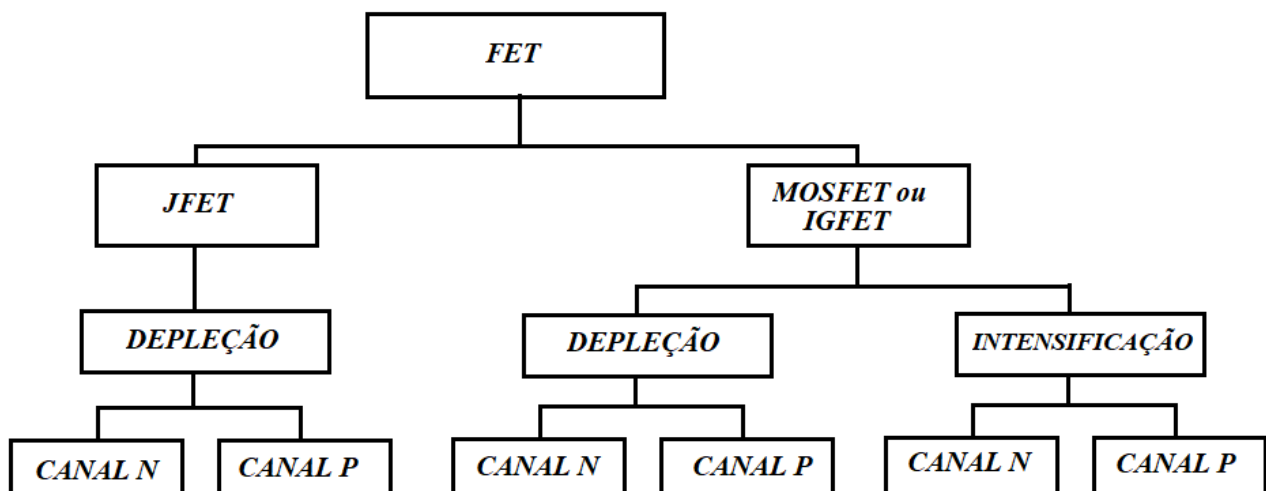 FET
JFET
MOSFET ou
IGFET
DEPLEÇÃO
DEPLEÇÃO
INTENSIFICAÇÃO
CANAL N
CANAL P
CANAL N
CANAL P
CANAL N
CANAL P